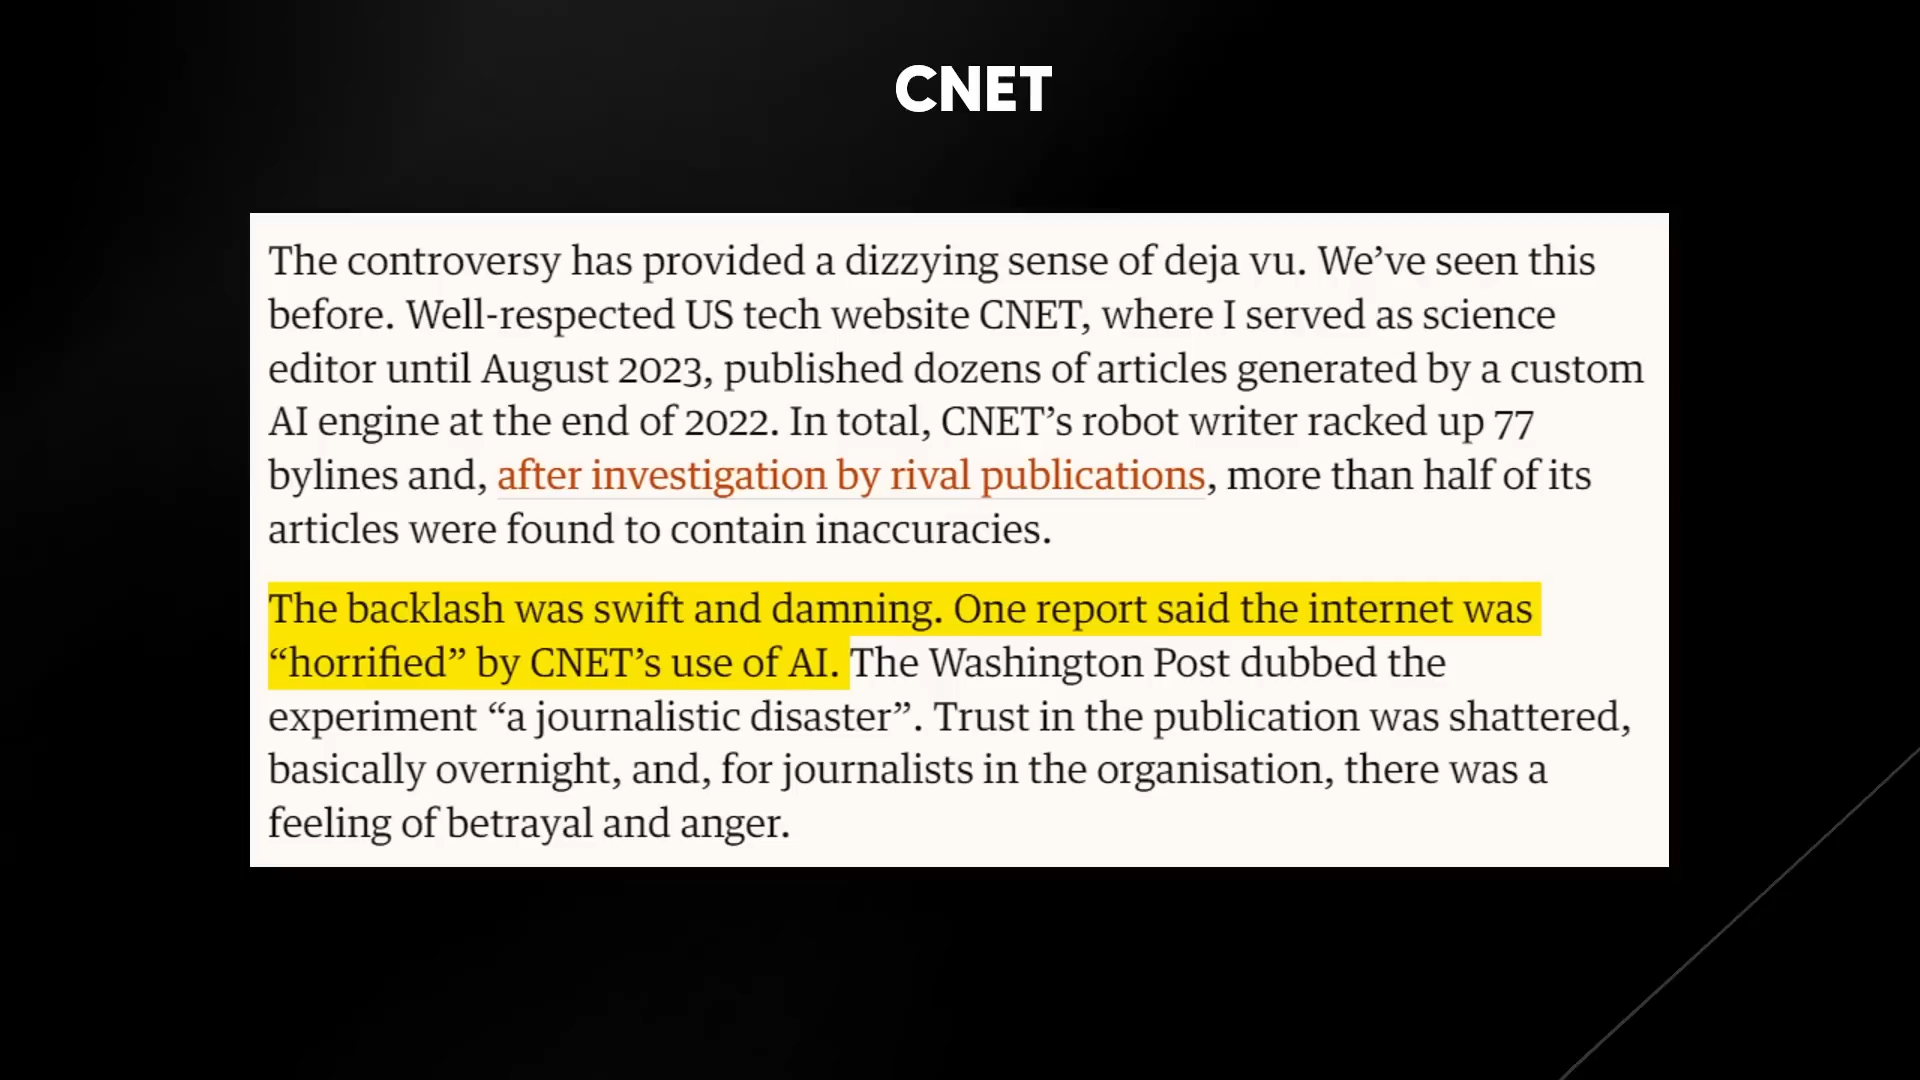 CNET
The controversy has provided a dizzying sense of deja vu. We’ve seen this
before. Well-respected US tech website CNET, where I served as science
editor until August 2023, published dozens of articles generated by a custom
AI engine at the end of 2022. In total, CNET’s robot writer racked up 77
bylines and, after investigation by rival publications, more than half of its
articles were found to contain inaccuracies.
The backlash was swift and damning. One report said the internet was
“horrified” by CNET’s use of AI. The Washington Post dubbed the
experiment “a journalistic disaster”. Trust in the publication was shattered,
basically overnight, and, for journalists in the organisation, there was a
feeling of betrayal and anger.